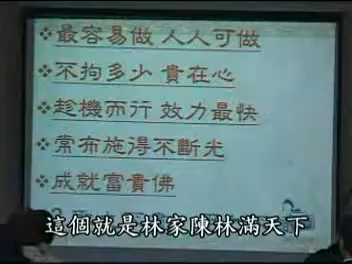 ❖最容易做 人人可做
❖不拘多少 貴在心
❖趁機而行 效力最快
❖常布施得不斷光
❖成就富貴佛
這個就是林家陳林滿天下